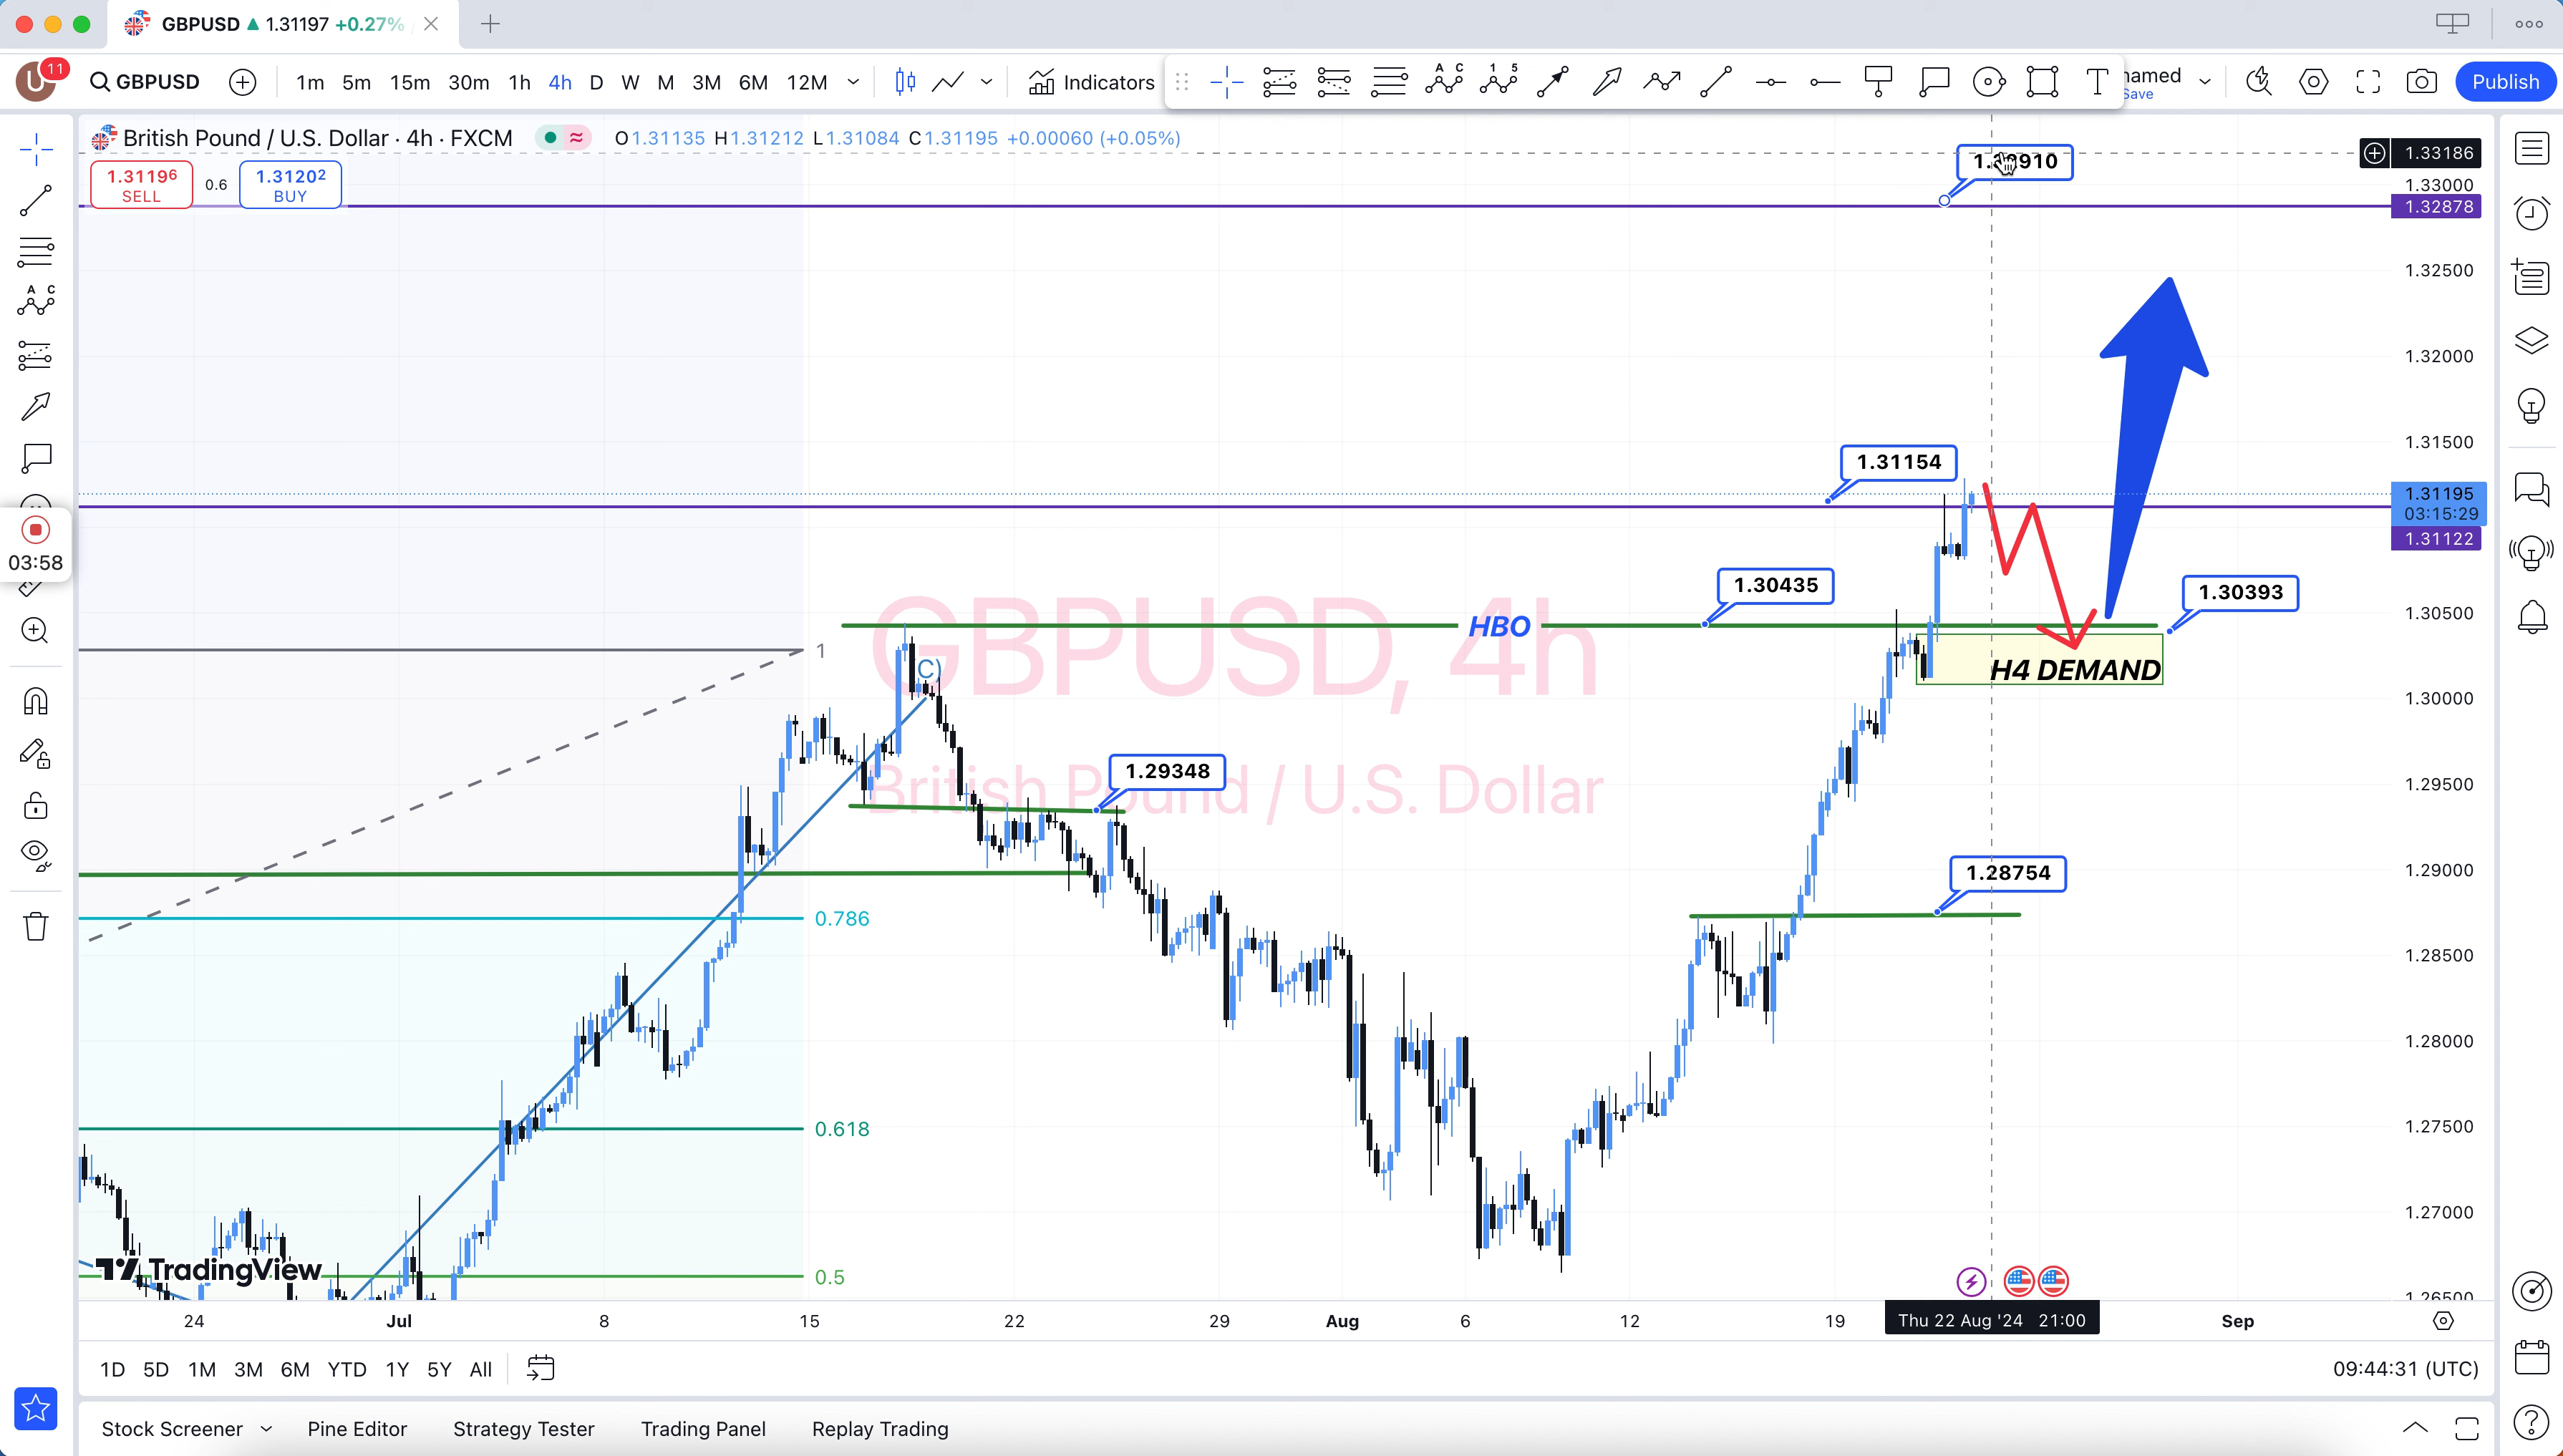 GBPUSD ▲ 1.31197 +0.27%
U 11
GBPUSD
1m 5m 15m 30m 1h 4h D W M 3M 6M 12M
Indicators
A C
1 5
T
named
Save
Publish
British Pound / U.S. Dollar · 4h · FXCM
O1.31135 H1.31212 L1.31084 C1.31195 +0.00060 (+0.05%)
1.31196
SELL
0.6
1.31202
BUY
1.33186
1.33000
1.32878
1.32500
1.32000
1.31500
1.31195
03:15:29
1.31122
1.30500
1.30000
1.29500
1.29000
1.28500
1.28000
1.27500
1.27000
1.26500
A C
03:58
1.31154
1.30435
1.30393
HBO
H4 DEMAND
GBPUSD, 4h
British Pound / U.S. Dollar
C)
1
1.29348
1.28754
0.786
0.618
0.5
TradingView
24 Jul 8 15 22 29 Aug 6 12 19 Thu 22 Aug '24 21:00 Sep
1D 5D 1M 3M 6M YTD 1Y 5Y All
09:44:31 (UTC)
Stock Screener Pine Editor Strategy Tester Trading Panel Replay Trading